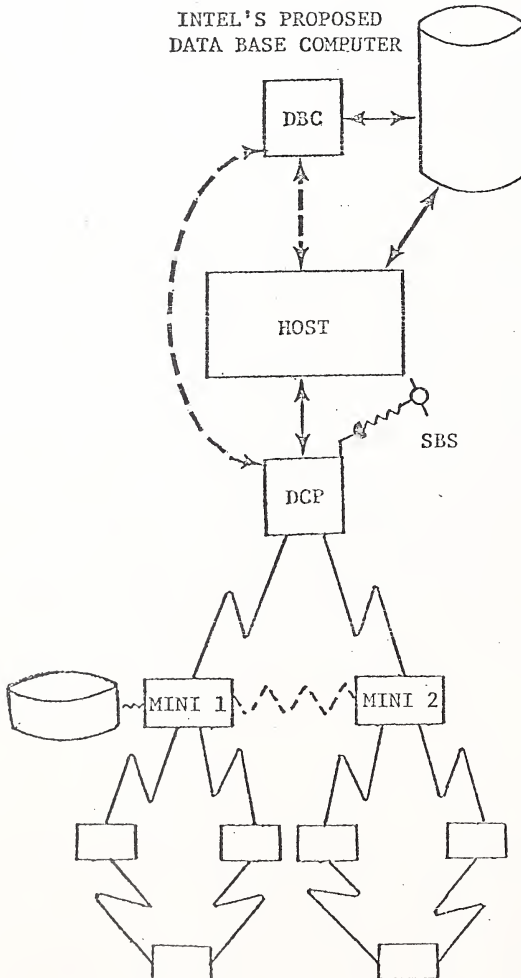 INTEL'S PROPOSED
DATA BASE COMPUTER
DBC
HOST
SBS
DCP
MINI 1
MINI 2